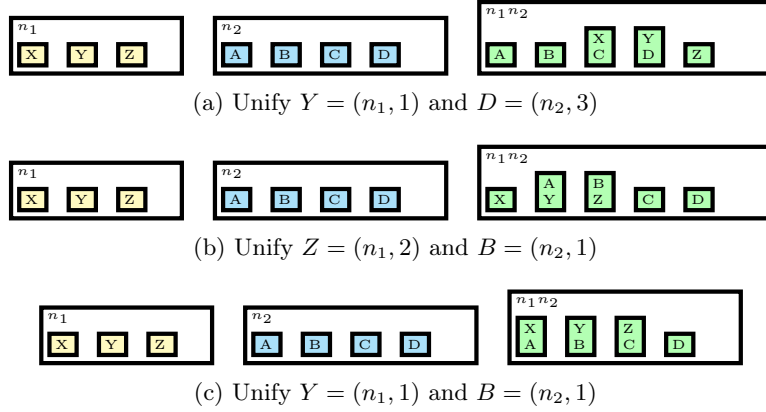 n₁ n₂ n₁n₂
X Y Z A B C D A B X C Y D Z
(a) Unify Y = (n₁, 1) and D = (n₂, 3)
n₁ n₂ n₁n₂
X Y Z A B C D X A Y B Z C D
(b) Unify Z = (n₁, 2) and B = (n₂, 1)
n₁ n₂ n₁n₂
X Y Z A B C D X A Y B Z C D
(c) Unify Y = (n₁, 1) and B = (n₂, 1)